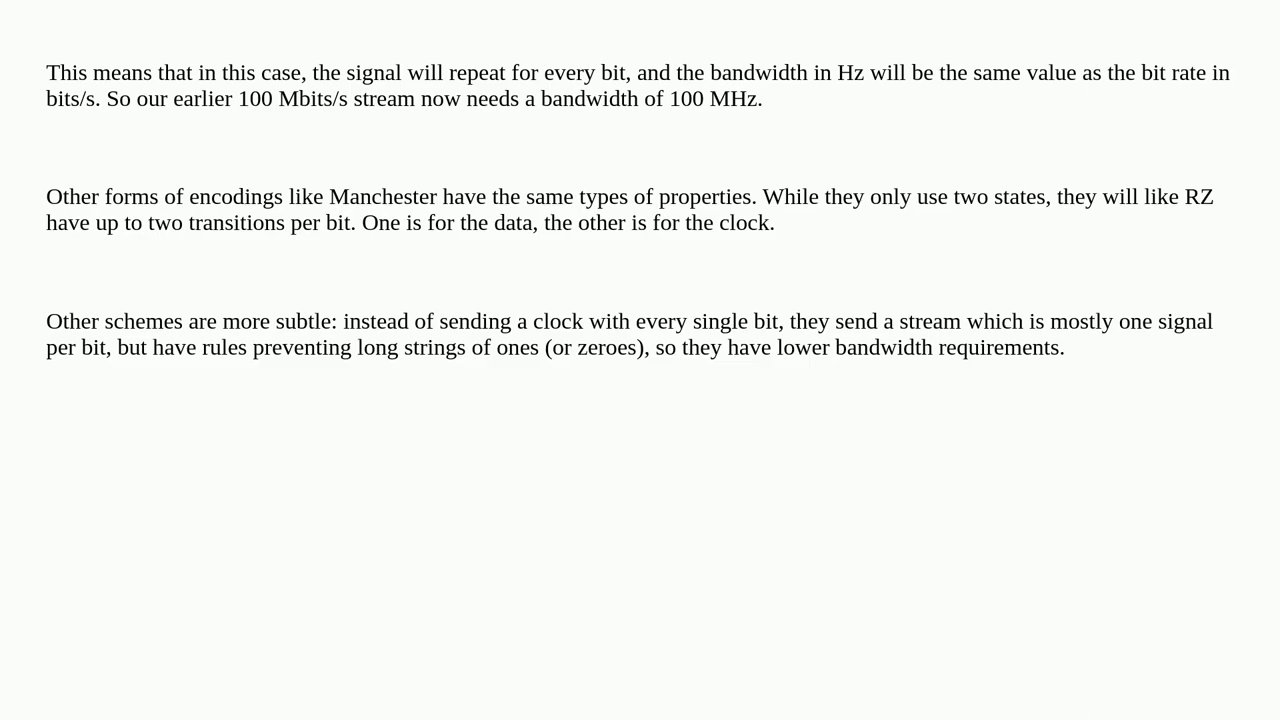 This means that in this case, the signal will repeat for every bit, and the bandwidth in Hz will be the same value as the bit rate in
bits/s. So our earlier 100 Mbits/s stream now needs a bandwidth of 100 MHz.
Other forms of encodings like Manchester have the same types of properties. While they only use two states, they will like RZ
have up to two transitions per bit. One is for the data, the other is for the clock.
Other schemes are more subtle: instead of sending a clock with every single bit, they send a stream which is mostly one signal
per bit, but have rules preventing long strings of ones (or zeroes), so they have lower bandwidth requirements.